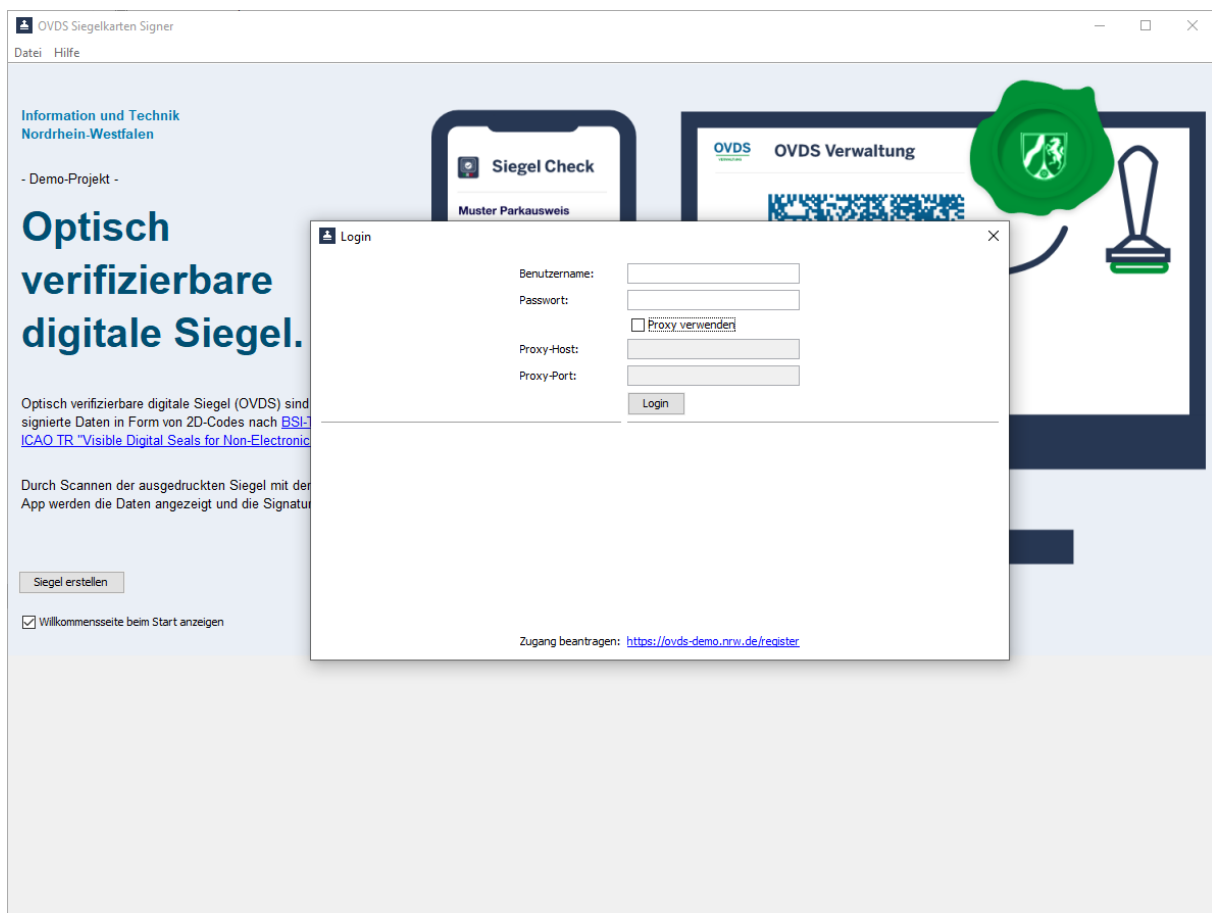 OVDS Siegelkarten Signer
Datei Hilfe
Information und Technik
Nordrhein-Westfalen
- Demo-Projekt -
Optisch
verifizierbare
digitale Siegel.
Optisch verifizierbare digitale Siegel (OVDS) sind
signierte Daten in Form von 2D-Codes nach BSI-
ICAO TR "Visible Digital Seals for Non-Electronic
Durch Scannen der ausgedruckten Siegel mit der
App werden die Daten angezeigt und die Signatur
Siegel erstellen
Willkommensseite beim Start anzeigen
Siegel Check
Muster Parkausweis
OVDS
OVDS Verwaltung
Login
Benutzername:
Passwort:
Proxy verwenden
Proxy-Host:
Proxy-Port:
Login
Zugang beantragen: https://ovds-demo.nrw.de/register